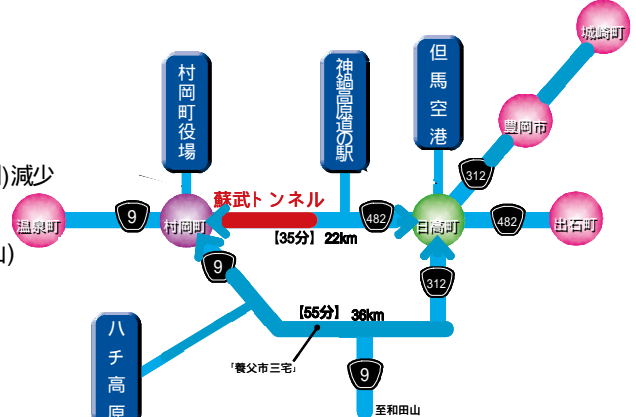 城崎町
但馬空港
村岡町役場
神鍋高原道の駅
豊岡市
312
)減少
蘇武トンネル
温泉町
9
村岡町
482
日高町
482
出石町
【35分】 22km
山)
9
312
【55分】 36km
ハチ高原
「養父市三宅」
9
至和田山